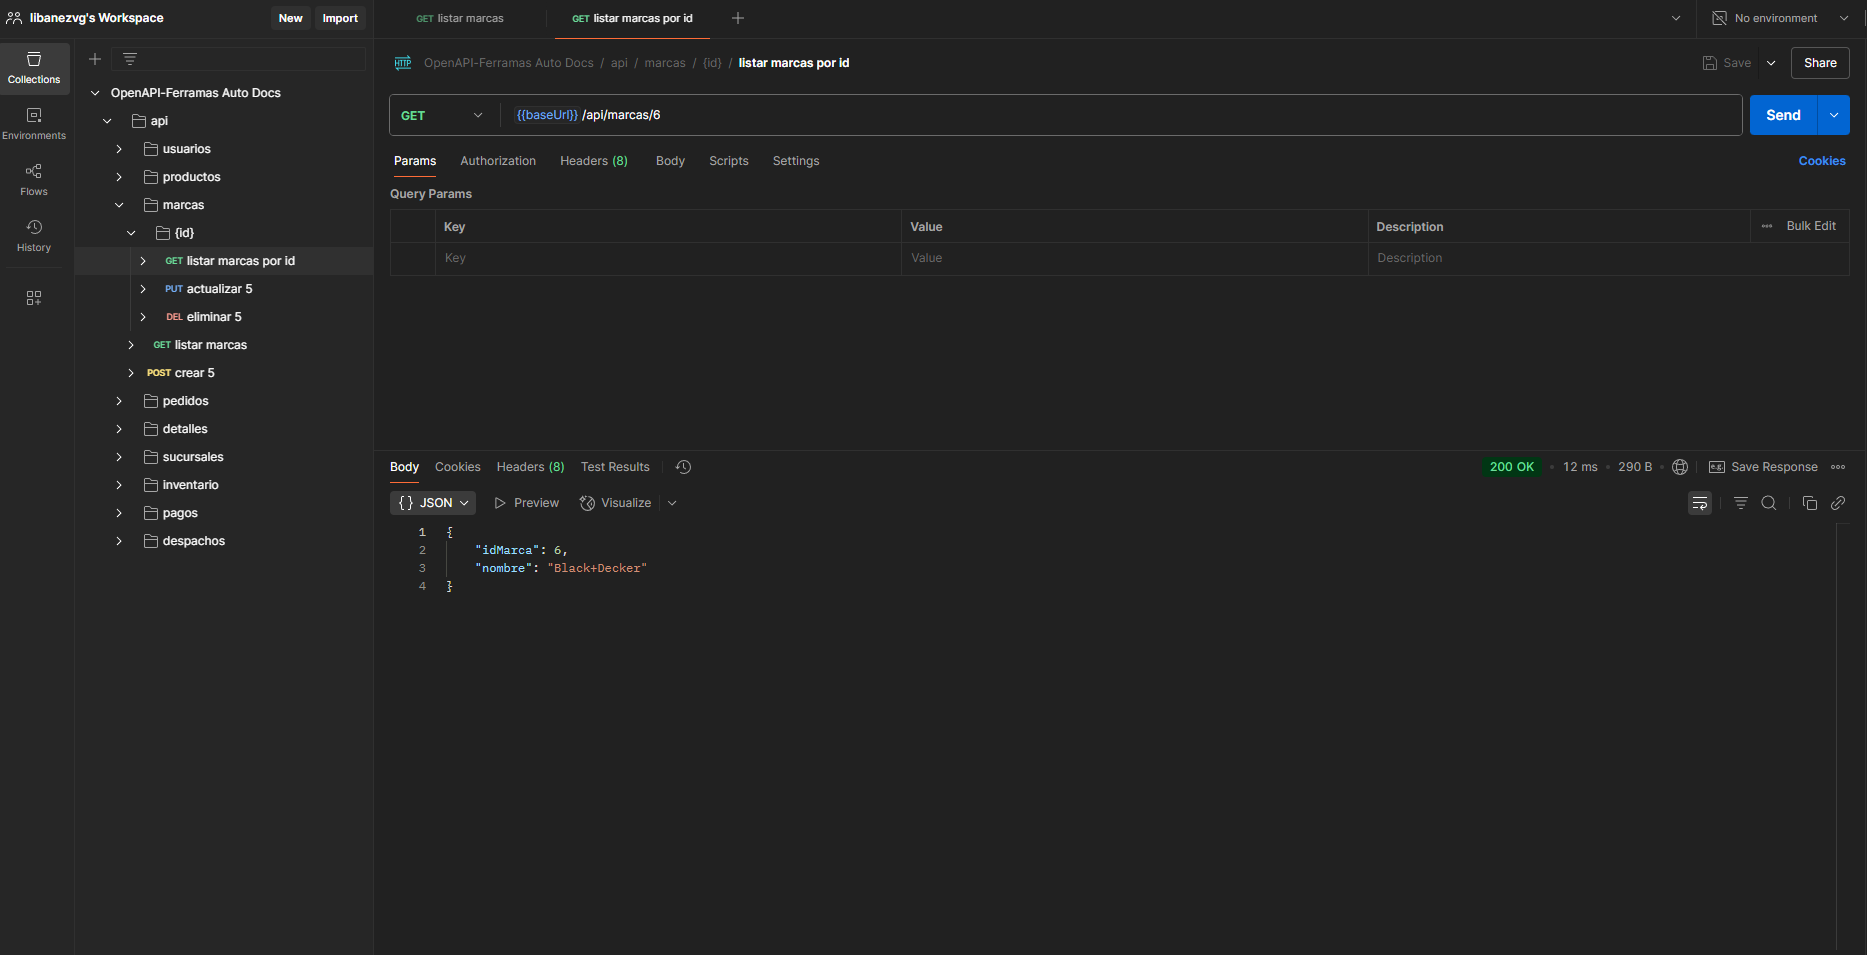 libanezvg's Workspace
New
Import
GET listar marcas
GET listar marcas por id
No environment
Collections
Environments
Flows
History
OpenAPI-Ferramas Auto Docs
api
usuarios
productos
marcas
{id}
GET listar marcas por id
PUT actualizar 5
DEL eliminar 5
GET listar marcas
POST crear 5
pedidos
detalles
sucursales
inventario
pagos
despachos
HTTP OpenAPI-Ferramas Auto Docs / api / marcas / {id} / listar marcas por id
Save
Share
GET
{{baseUrl}} /api/marcas/6
Send
Params Authorization Headers (8) Body Scripts Settings
Cookies
Query Params
Key Value Description ••• Bulk Edit
Key Value Description
Body Cookies Headers (8) Test Results
200 OK • 12 ms • 290 B •
e.g. Save Response
{ } JSON
Preview
Visualize
1 {
2 "idMarca": 6,
3 "nombre": "Black+Decker"
4 }